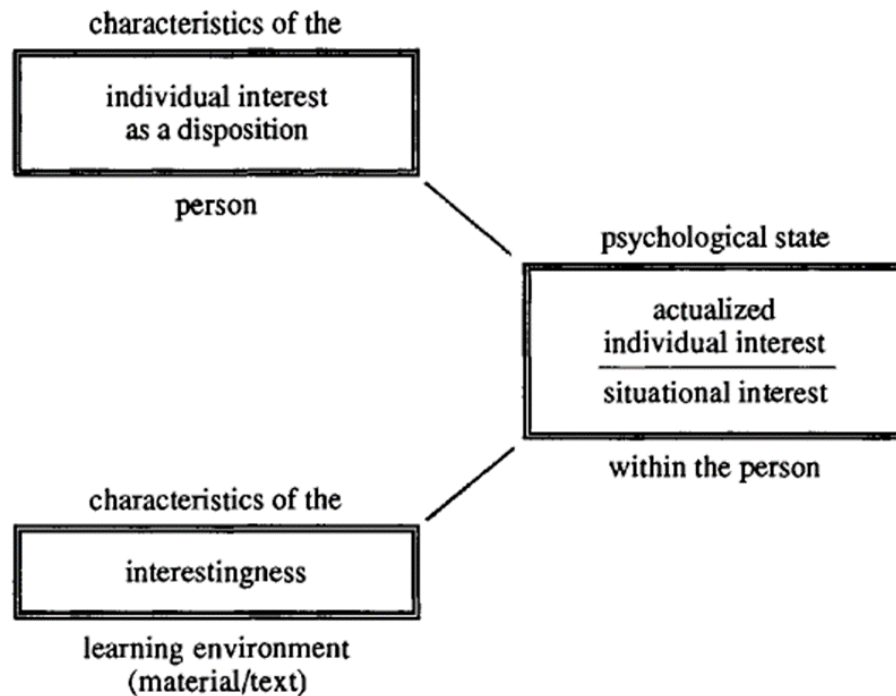 characteristics of the
individual interest
as a disposition
person
psychological state
actualized
individual interest
situational interest
within the person
characteristics of the
interestingness
learning environment
(material/text)